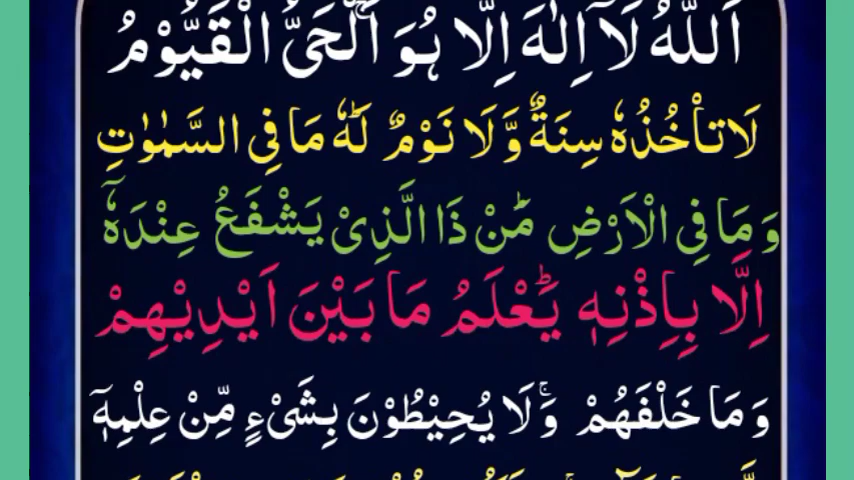 اَللّٰهُ لَاۤ اِلٰهَ اِلَّا هُوَ اَلْحَیُّ الْقَیُّوْمُ
لَا تَاْخُذُهٗ سِنَةٌ وَّ لَا نَوْمٌ لَهٗ مَا فِی السَّمٰوٰتِ
وَ مَا فِی الْاَرْضِ مَنْ ذَا الَّذِیْ یَشْفَعُ عِنْدَهٗۤ
اِلَّا بِاِذْنِهٖ یَعْلَمُ مَا بَیْنَ اَیْدِیْهِمْ
وَ مَا خَلْفَهُمْ وَ لَا یُحِیْطُوْنَ بِشَیْءٍ مِّنْ عِلْمِهٖۤ